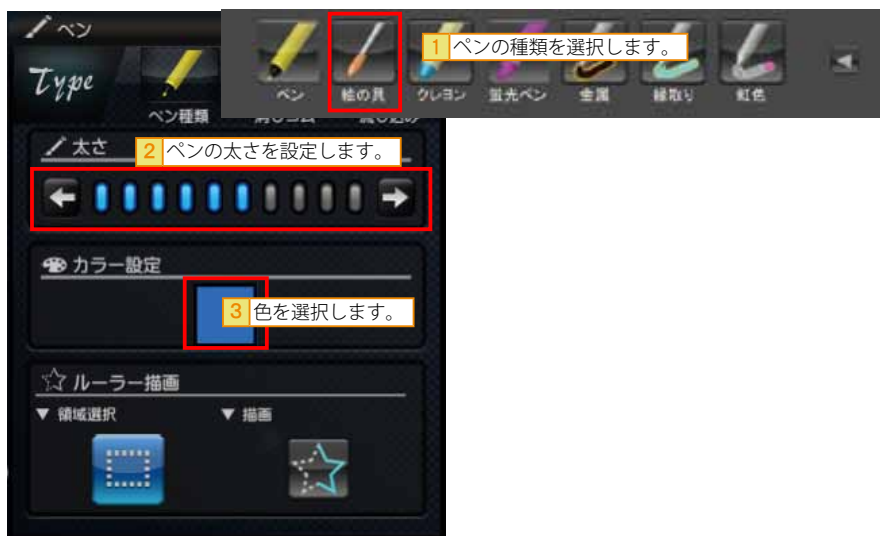 ペン
Type
ペン種類
1 ペンの種類を選択します。
ペン 絵の具 クレヨン 蛍光ペン 金属 縁取り 虹色
太さ
2 ペンの太さを設定します。
カラー設定
3 色を選択します。
ルーラー描画
▼ 領域選択 ▼ 描画